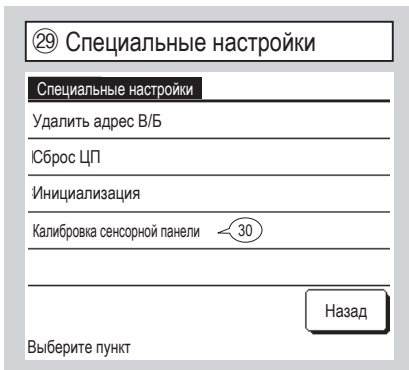 ㉙ Специальные настройки
Специальные настройки
Удалить адрес В/Б
Сброс ЦП
Инициализация
Калибровка сенсорной панели 30
Назад
Выберите пункт